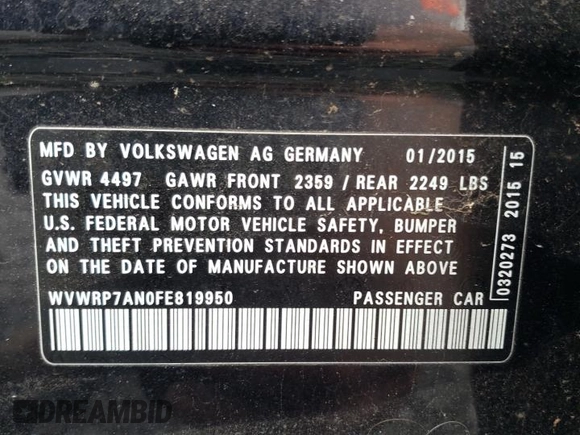 MFD BY VOLKSWAGEN AG GERMANY 01/2015
GVWR 4497 GAWR FRONT 2359 / REAR 2249 LBS
THIS VEHICLE CONFORMS TO ALL APPLICABLE
U.S. FEDERAL MOTOR VEHICLE SAFETY, BUMPER
AND THEFT PREVENTION STANDARDS IN EFFECT
ON THE DATE OF MANUFACTURE SHOWN ABOVE
WVWRP7AN0FE819950 PASSENGER CAR
0320273 2015 15
DREAMBID